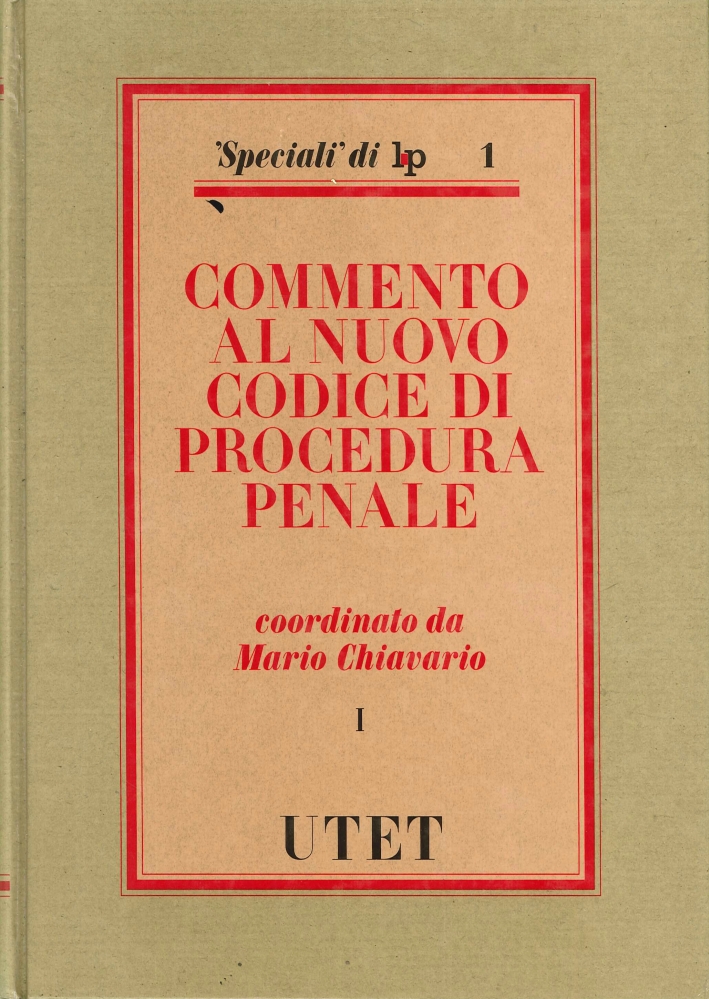 'Speciali' di lp 1
COMMENTO
AL NUOVO
CODICE DI
PROCEDURA
PENALE
coordinato da
Mario Chiavario
I
UTET